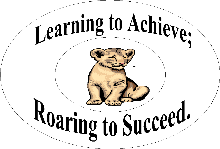 Learning to Achieve;
Roaring to Succeed.